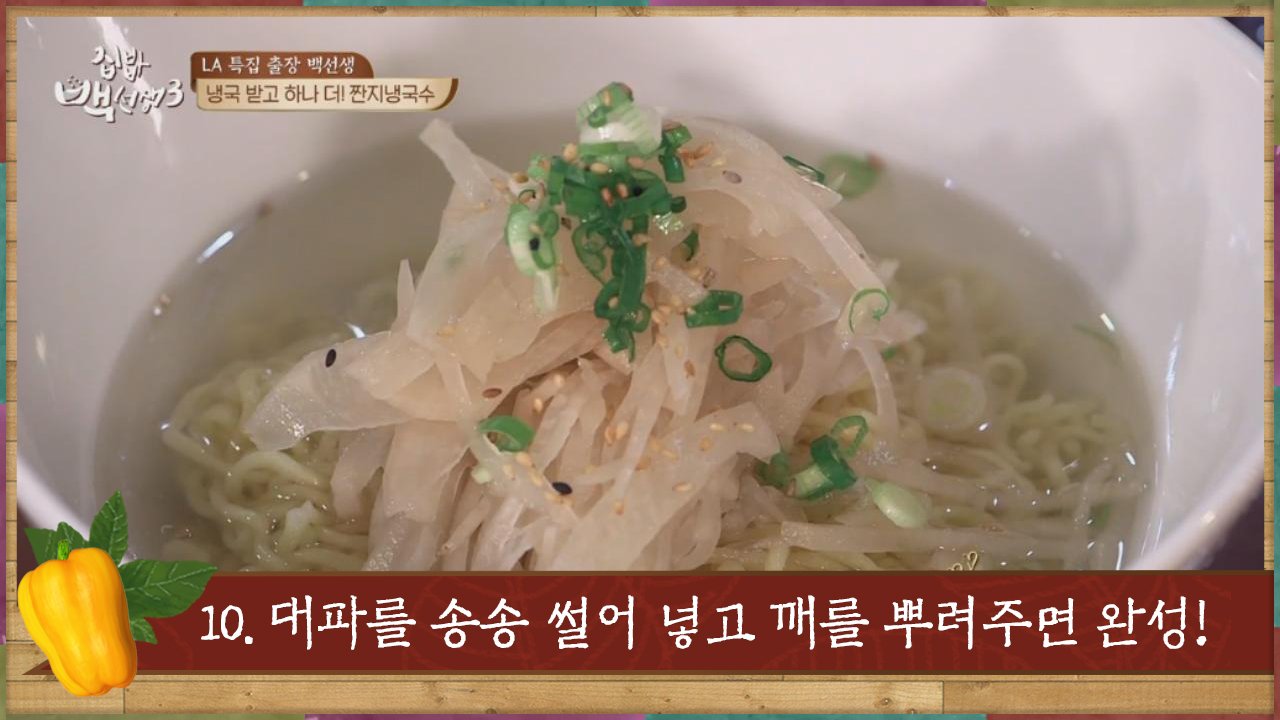 집밥
백선생3
LA 특집 출장 백선생
냉국 받고 하나 더! 짠지냉국수
10. 대파를 송송 썰어 넣고 깨를 뿌려주면 완성!